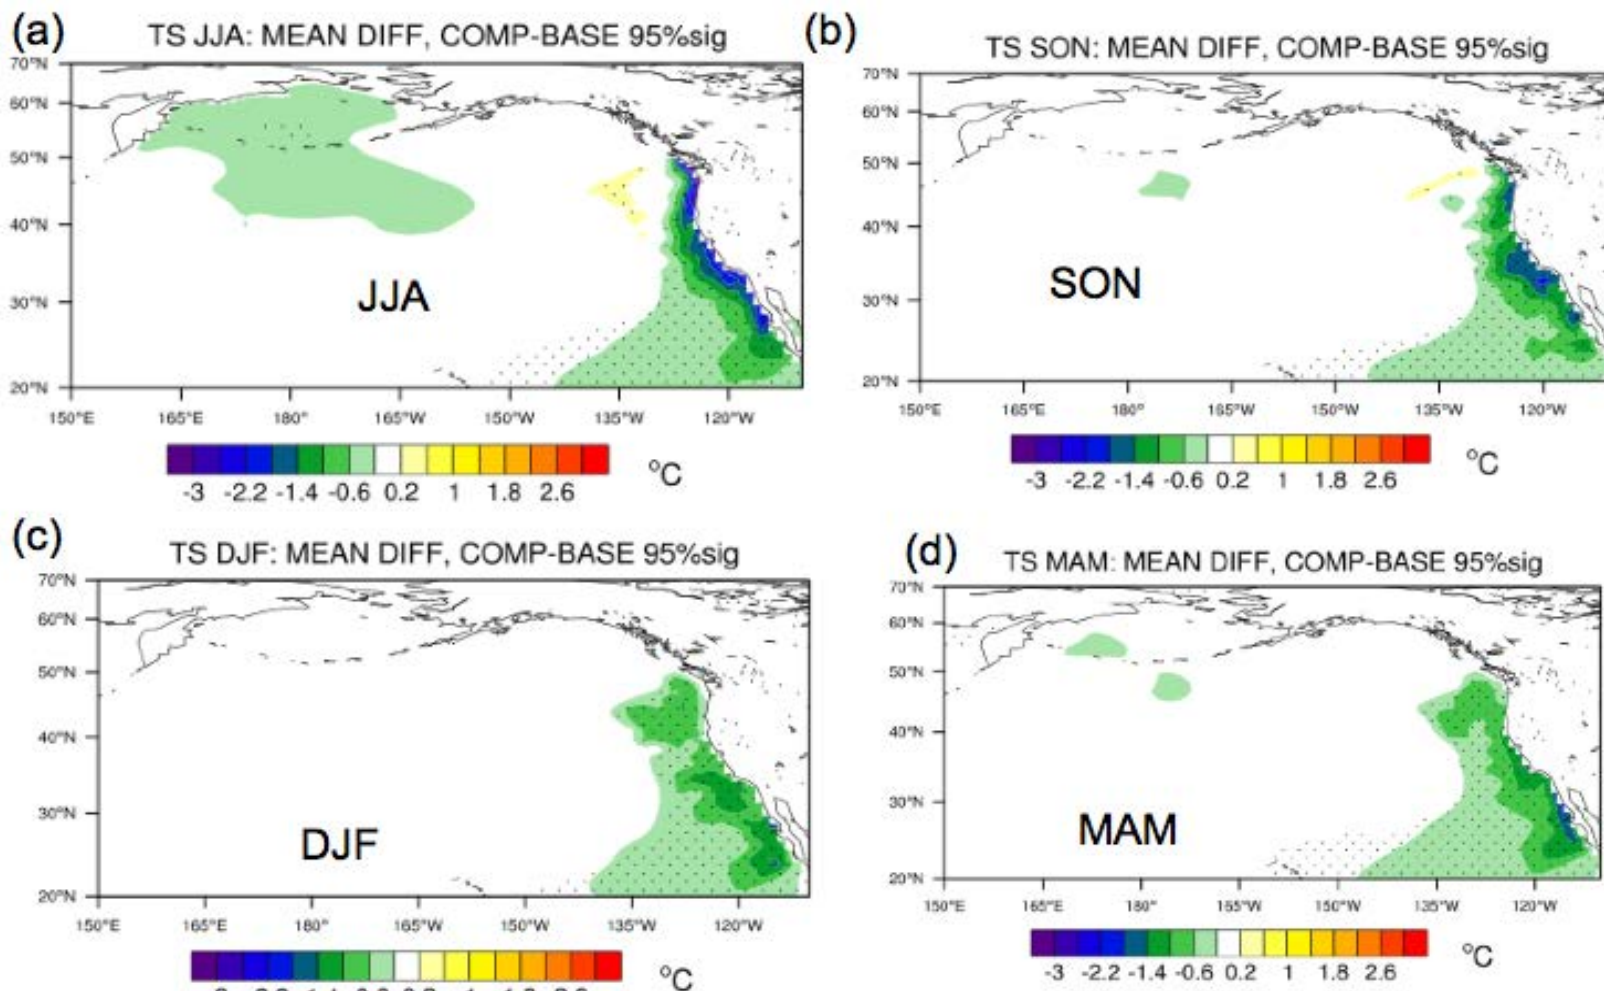 (a)
TS JJA: MEAN DIFF, COMP-BASE 95%sig
70°N
60°N
50°N
40°N
30°N
20°N
JJA
150°E 165°E 180° 165°W 150°W 135°W 120°W
-3 -2.2 -1.4 -0.6 0.2 1 1.8 2.6
°C
(b)
TS SON: MEAN DIFF, COMP-BASE 95%sig
70°N
60°N
50°N
40°N
30°N
20°N
SON
150°E 165°E 180° 165°W 150°W 135°W 120°W
-3 -2.2 -1.4 -0.6 0.2 1 1.8 2.6
°C
(c)
TS DJF: MEAN DIFF, COMP-BASE 95%sig
70°N
60°N
50°N
40°N
30°N
20°N
DJF
150°E 165°E 180° 165°W 150°W 135°W 120°W
°C
(d)
TS MAM: MEAN DIFF, COMP-BASE 95%sig
70°N
60°N
50°N
40°N
30°N
20°N
MAM
150°E 165°E 180° 165°W 150°W 135°W 120°W
-3 -2.2 -1.4 -0.6 0.2 1 1.8 2.6
°C